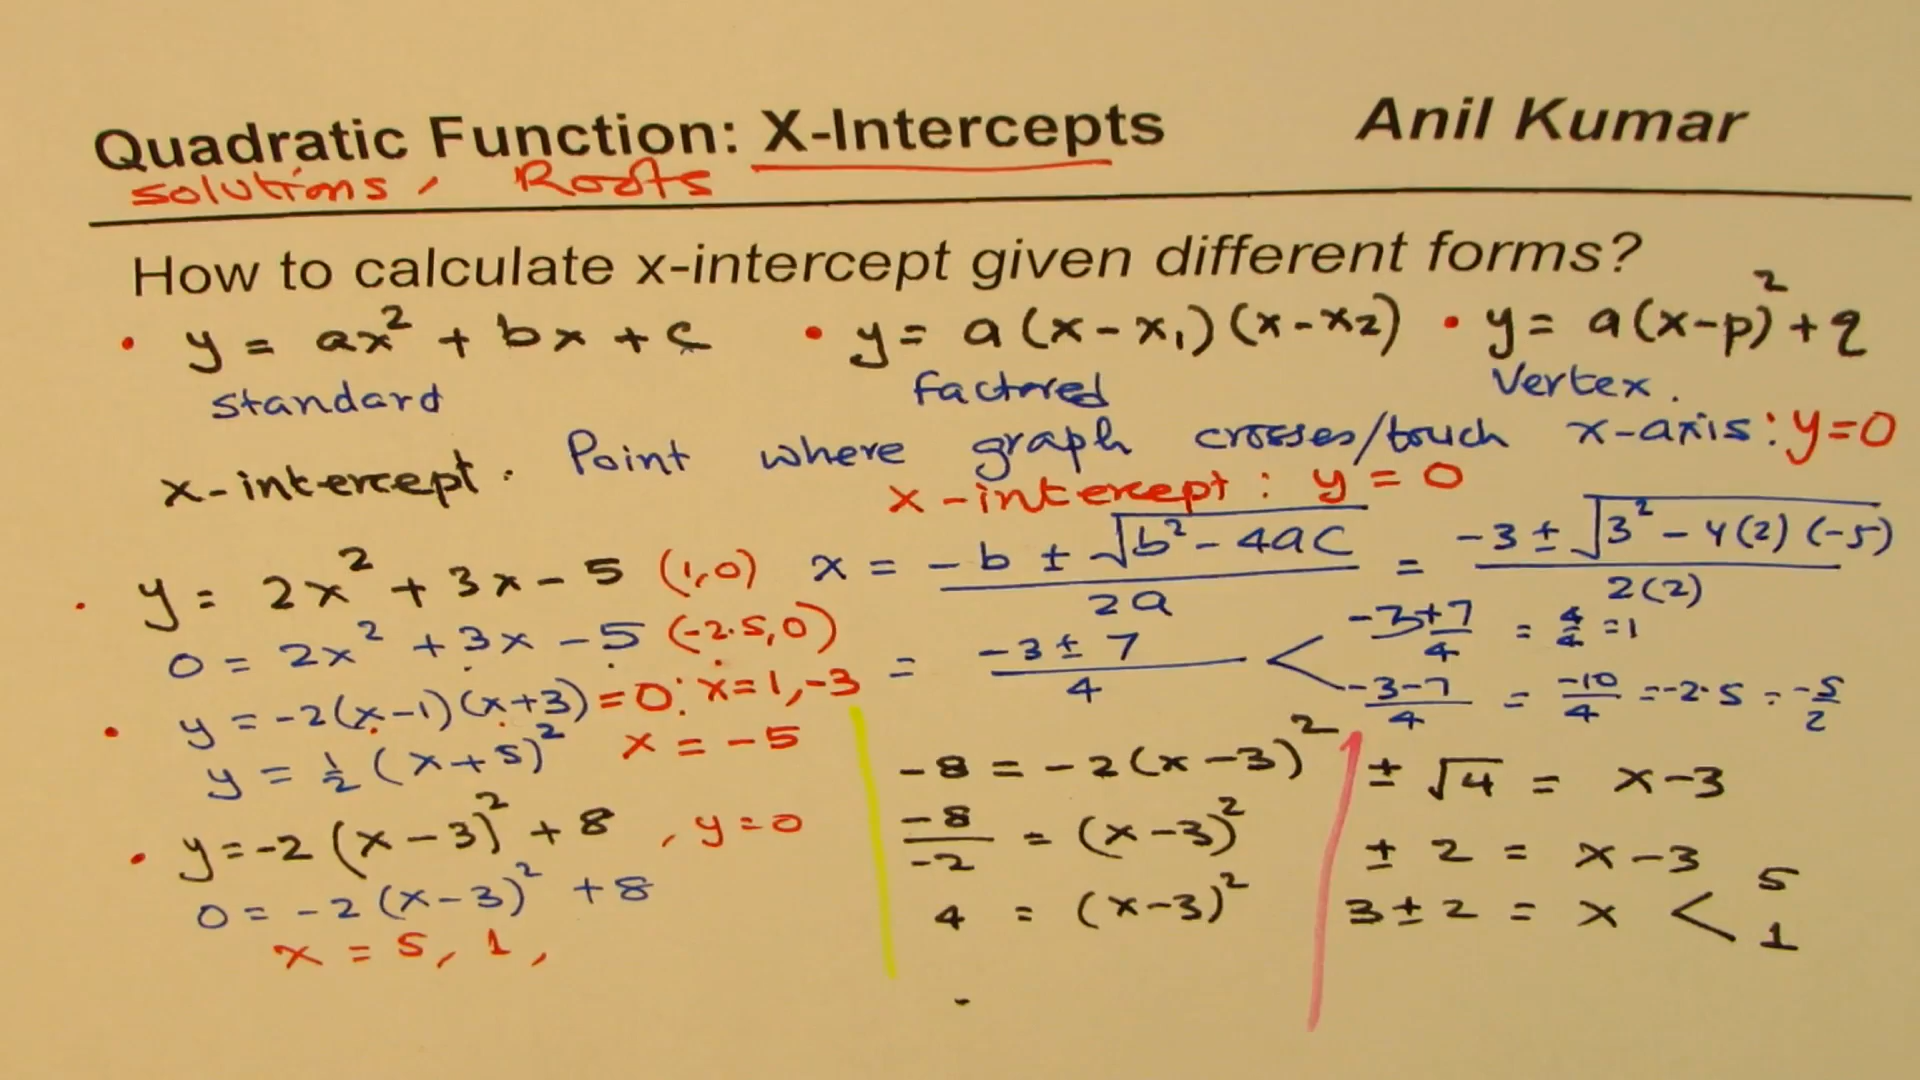 Quadratic Function: X-Intercepts Anil Kumar
solutions, Roots
How to calculate x-intercept given different forms?
• y = ax² + bx + c • y = a(x-x₁)(x-x₂) • y = a(x-p)² + q
standard factored vertex.
x-intercept. Point where graph crosses/touch x-axis: y=0
x-intercept: y = 0
• y = 2x² + 3x - 5 (1,0) x = (-b ± √(b² - 4ac))/2a = (-3 ± √(3² - 4(2)(-5)))/2(2)
0 = 2x² + 3x - 5 (-2.5,0) = (-3 ± 7)/4 < (-3+7)/4 = 4/4 = 1
(-3-7)/4 = -10/4 = -2.5 = -5/2
• y = -2(x-1)(x+3) = 0: x = 1, -3
y = ½(x+5)² x = -5
• y = -2(x-3)² + 8, y = 0
0 = -2(x-3)² + 8
x = 5, 1,
-8 = -2(x-3)²
-8/-2 = (x-3)²
4 = (x-3)²
± √4 = x-3
± 2 = x-3
3 ± 2 = x < 5
1